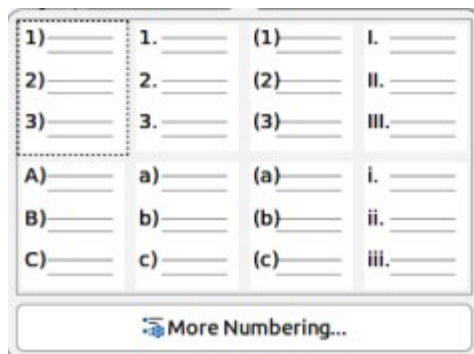 1) 1. (1) I.
2) 2. (2) II.
3) 3. (3) III.
A) a) (a) i.
B) b) (b) ii.
C) c) (c) iii.
More Numbering...